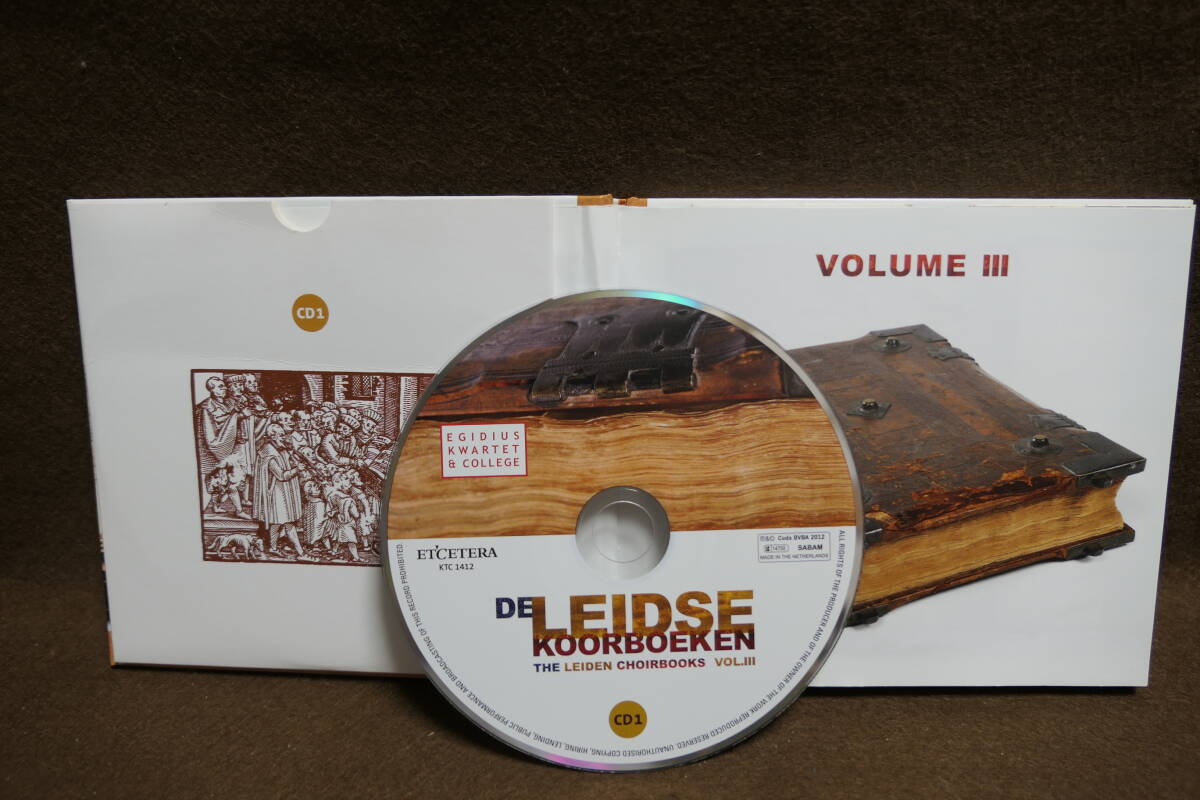 CD1
VOLUME III
EGIDIUS
KWARTET
& COLLEGE
ET'CETERA
KTC 1412
℗&© Coda BVBA 2012
14750 SABAM
MADE IN THE NETHERLANDS
DE LEIDSE
KOORBOEKEN
THE LEIDEN CHOIRBOOKS VOL.III
CD1
ALL RIGHTS OF THE PRODUCER AND OF THE OWNER OF THE WORK REPRODUCED RESERVED. UNAUTHORISED COPYING, HIRING, LENDING, PUBLIC PERFORMANCE AND BROADCASTING OF THIS RECORD PROHIBITED.